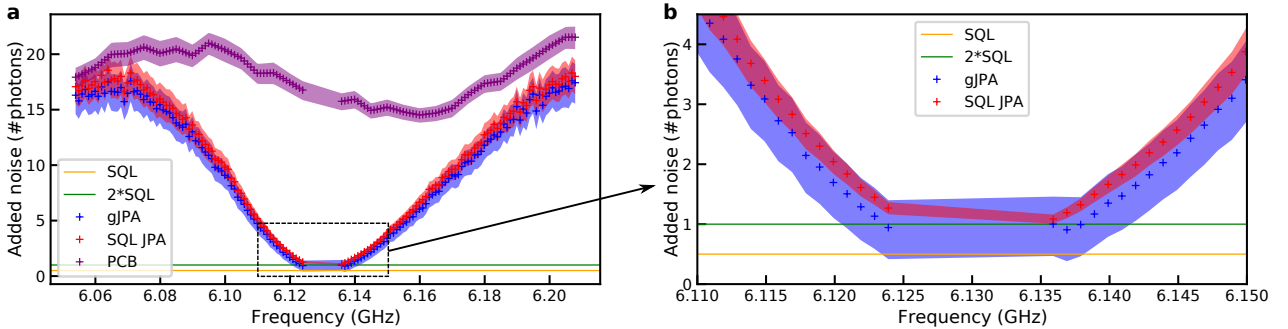 a
Added noise (#photons)
20
15
10
5
0
SQL
2*SQL
gJPA
SQL JPA
PCB
6.06 6.08 6.10 6.12 6.14 6.16 6.18 6.20
Frequency (GHz)
b
Added noise (#photons)
4
3
2
1
0
SQL
2*SQL
gJPA
SQL JPA
6.110 6.115 6.120 6.125 6.130 6.135 6.140 6.145 6.150
Frequency (GHz)